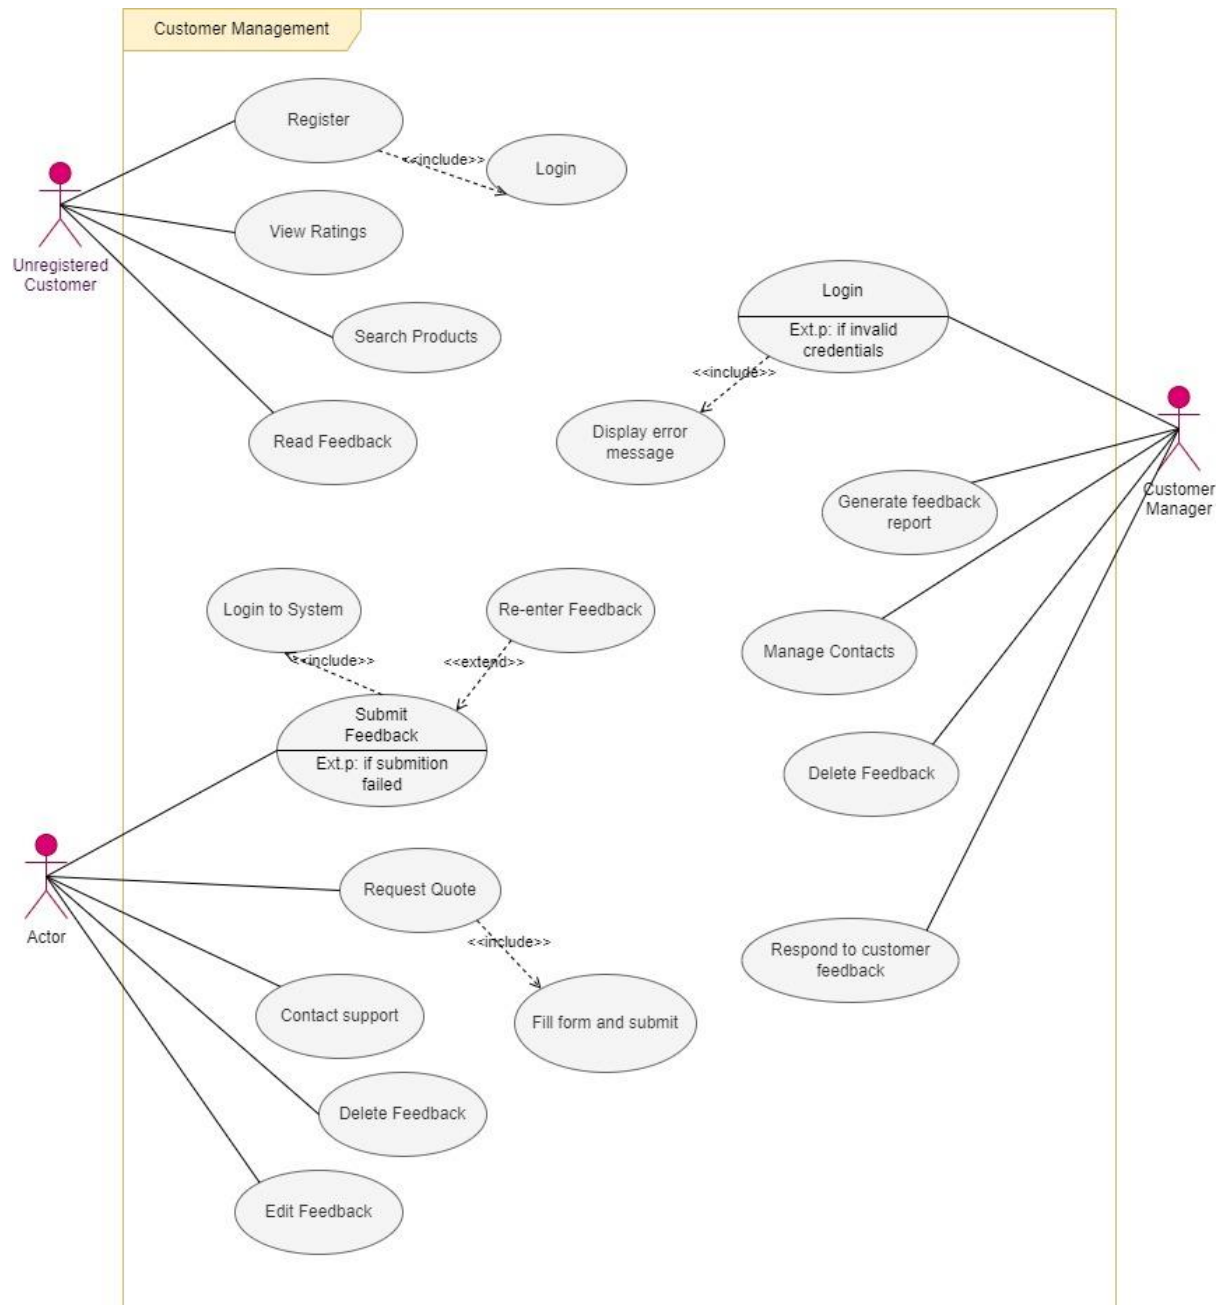 Customer Management
Register
<<include>>
Login
View Ratings
Unregistered
Customer
Search Products
Read Feedback
Login
Ext.p: if invalid
credentials
<<include>>
Display error
message
Generate feedback
report
Customer
Manager
Login to System
Re-enter Feedback
<<include>>
<<extend>>
Manage Contacts
Submit
Feedback
Ext.p: if submition
failed
Delete Feedback
Request Quote
Actor
<<include>>
Respond to customer
feedback
Contact support
Fill form and submit
Delete Feedback
Edit Feedback